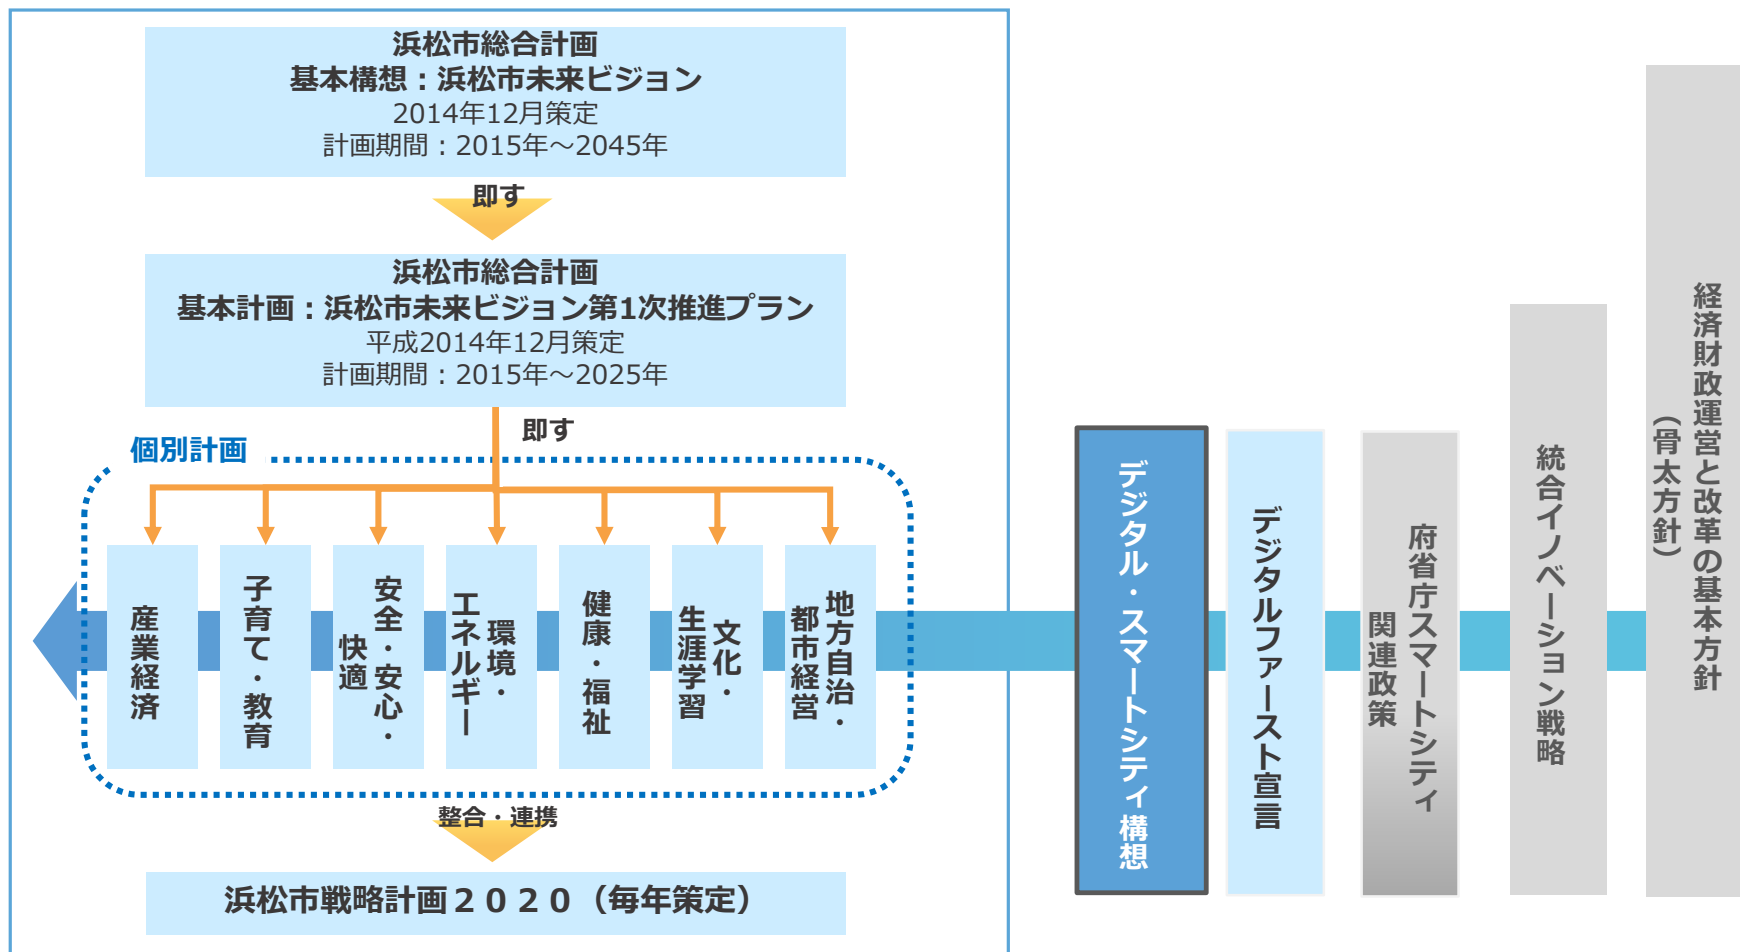 浜松市総合計画
基本構想：浜松市未来ビジョン
2014年12月策定
計画期間：2015年～2045年
即す
浜松市総合計画
基本計画：浜松市未来ビジョン第1次推進プラン
平成2014年12月策定
計画期間：2015年～2025年
即す
個別計画
産業経済
子育て・教育
安全・安心・
快適
環境・
エネルギー
健康・福祉
文化・
生涯学習
地方自治・
都市経営
整合・連携
浜松市戦略計画２０２０（毎年策定）
デジタル・スマートシティ構想
デジタルファースト宣言
府省庁スマートシティ
関連政策
統合イノベーション戦略
経済財政運営と改革の基本方針
（骨太方針）